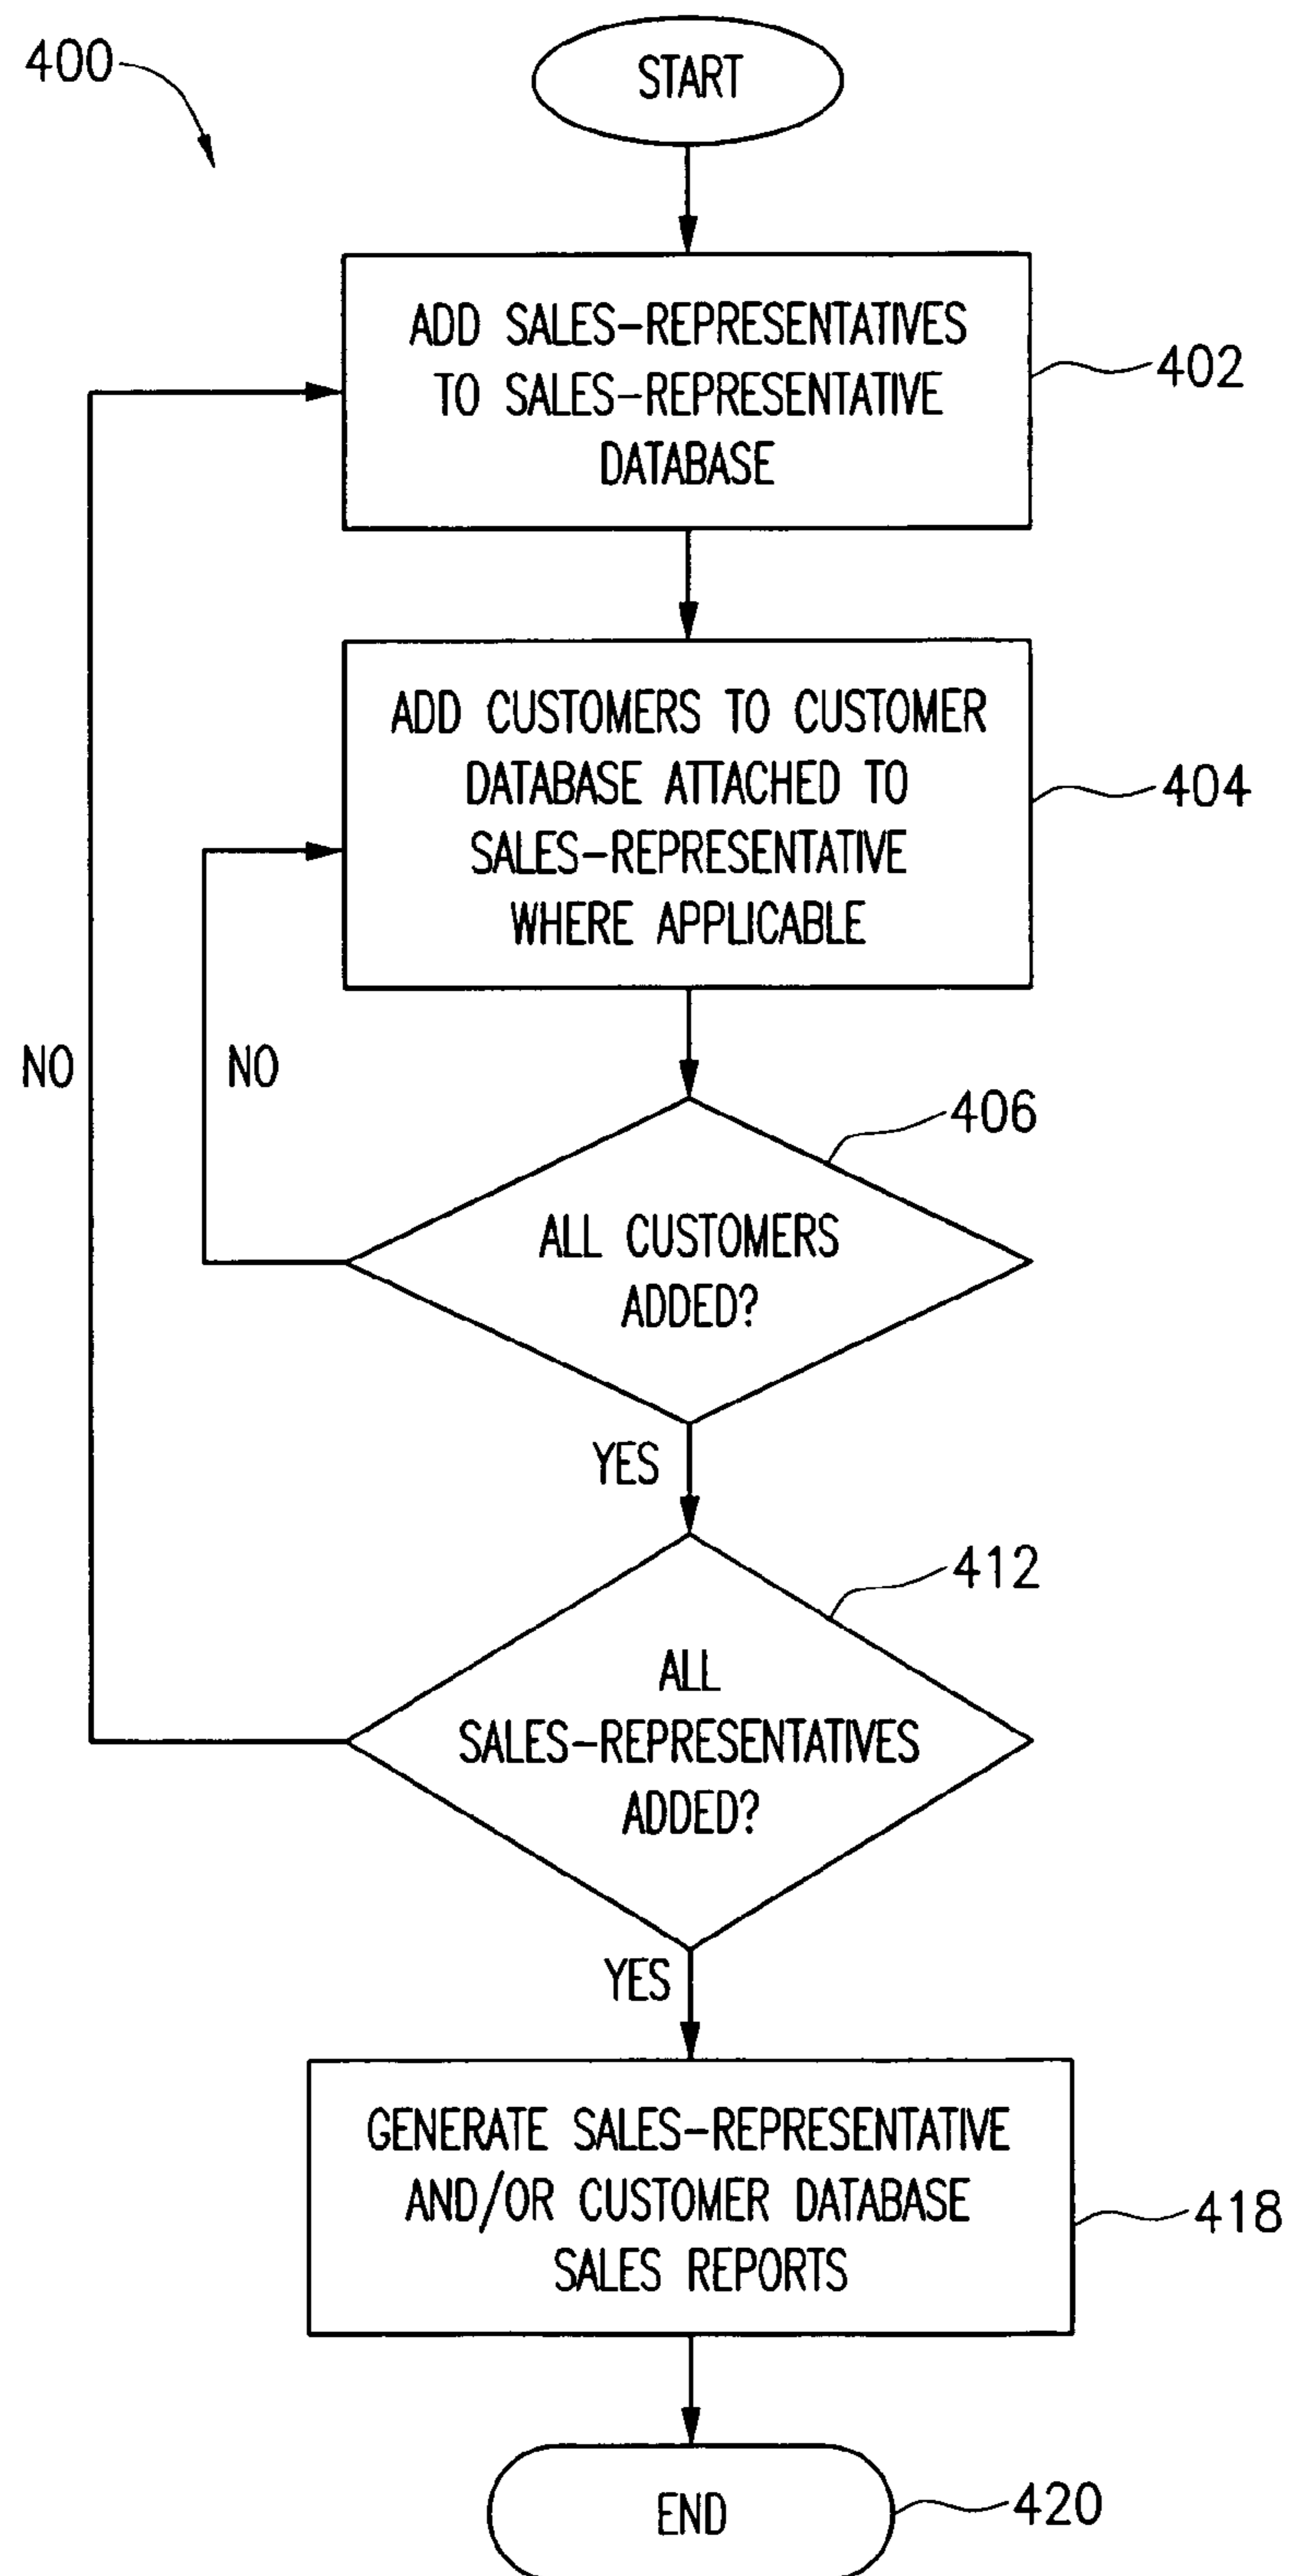 400
START
ADD SALES-REPRESENTATIVES
TO SALES-REPRESENTATIVE
DATABASE
402
ADD CUSTOMERS TO CUSTOMER
DATABASE ATTACHED TO
SALES-REPRESENTATIVE
WHERE APPLICABLE
404
NO
NO
406
ALL CUSTOMERS
ADDED?
YES
412
ALL
SALES-REPRESENTATIVES
ADDED?
YES
GENERATE SALES-REPRESENTATIVE
AND/OR CUSTOMER DATABASE
SALES REPORTS
418
END
420